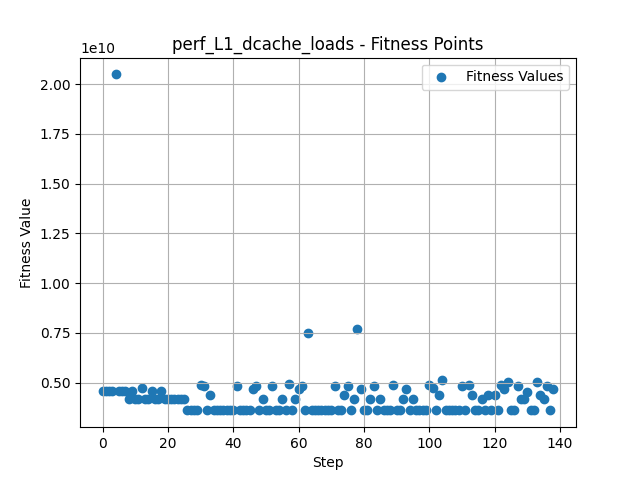 perf_L1_dcache_loads - Fitness Points
1e10
Fitness Values
2.00
1.75
1.50
1.25
1.00
0.75
0.50
Fitness Value
0 20 40 60 80 100 120 140
Step